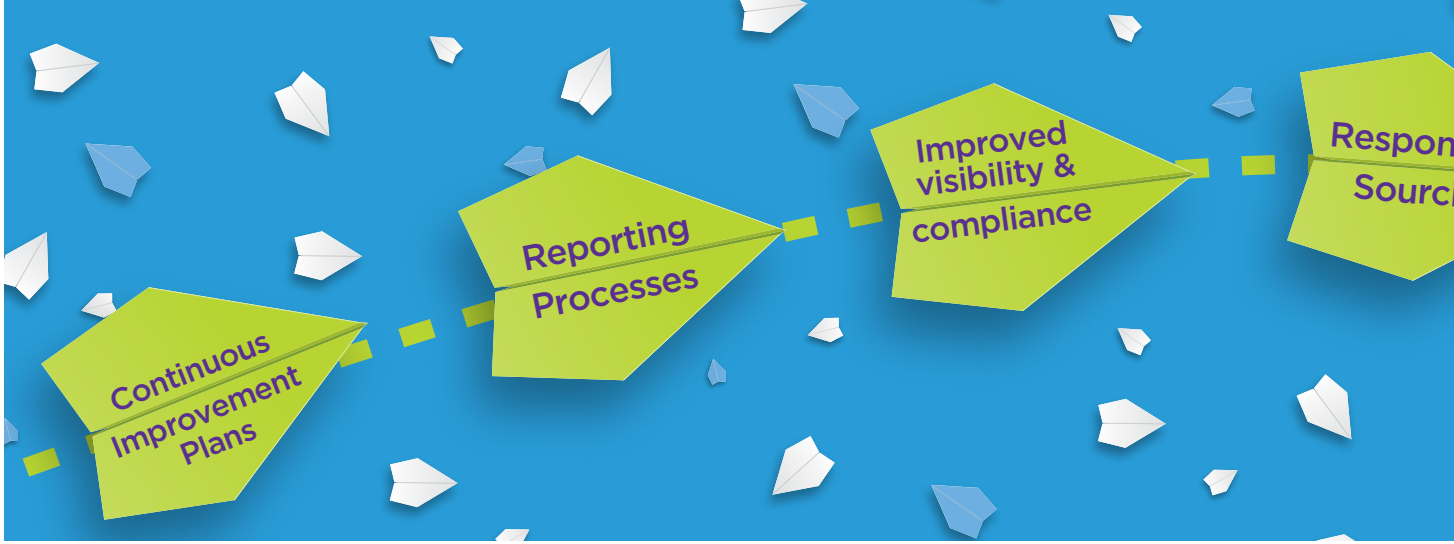 Continuous
Improvement
Plans
Reporting
Processes
Improved
visibility &
compliance